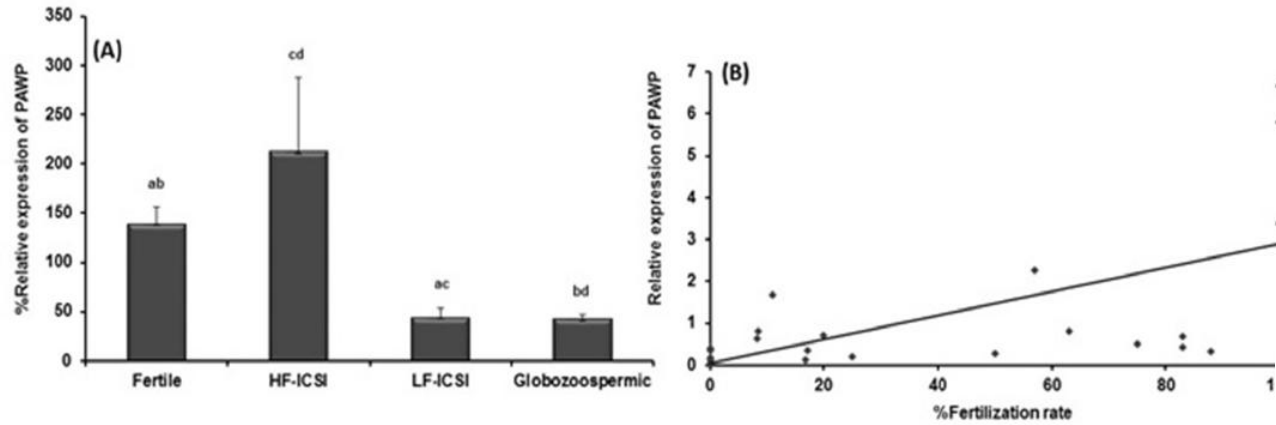 (A)
%Relative expression of PAWP
350
300
250
200
150
100
50
0
ab
cd
ac
bd
Fertile HF-ICSI LF-ICSI Globozoospermic
(B)
Relative expression of PAWP
7
6
5
4
3
2
1
0
0 20 40 60 80 1
%Fertilization rate